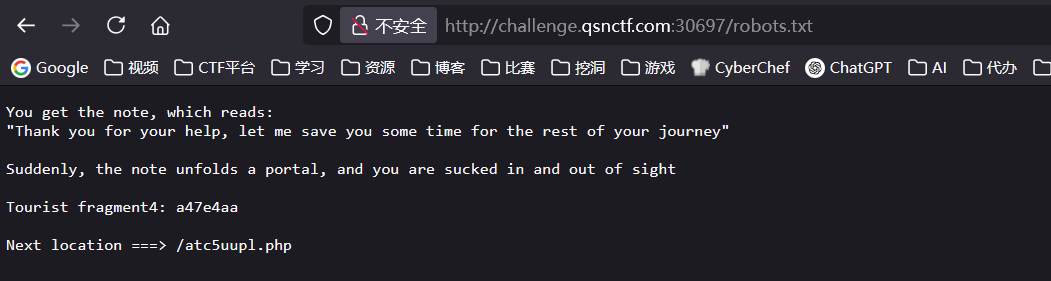 不安全 http://challenge.qsnctf.com:30697/robots.txt
Google 视频 CTF平台 学习 资源 博客 比赛 挖洞 游戏 CyberChef ChatGPT AI 代办
You get the note, which reads:
"Thank you for your help, let me save you some time for the rest of your journey"
Suddenly, the note unfolds a portal, and you are sucked in and out of sight
Tourist fragment4: a47e4aa
Next location ===> /atc5uupl.php